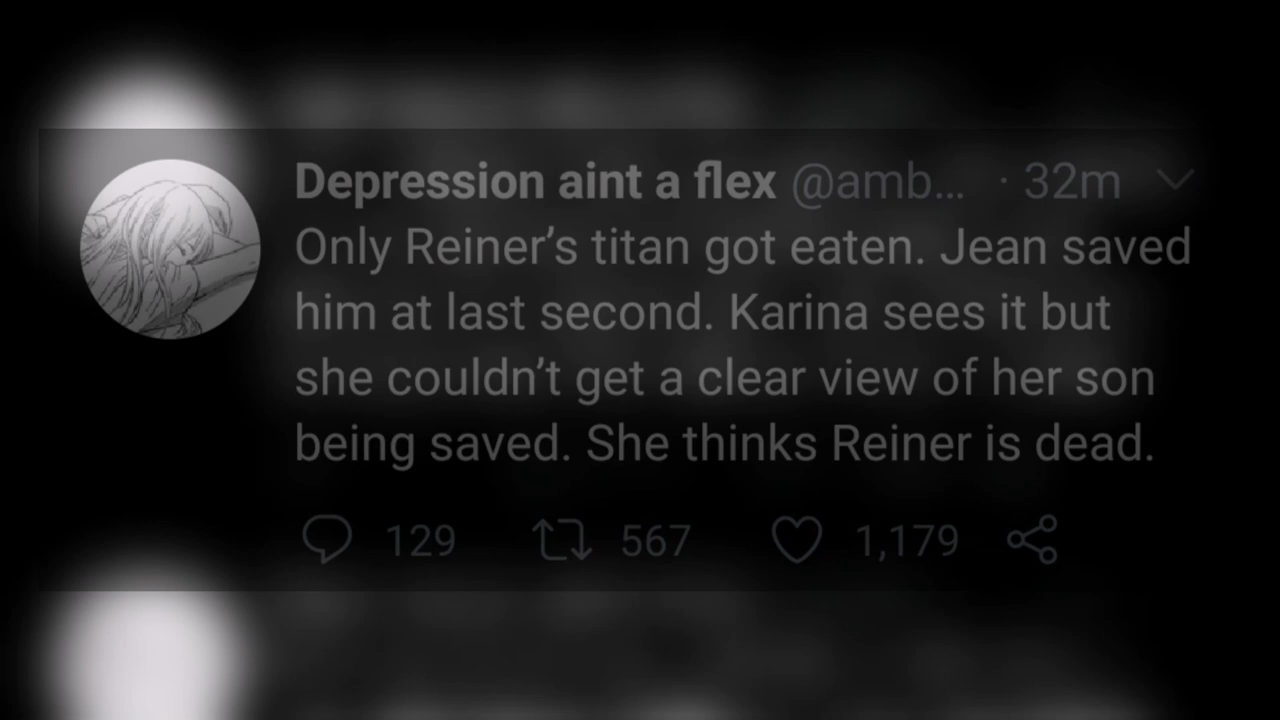 Depression aint a flex @amb... · 32m
Only Reiner’s titan got eaten. Jean saved
him at last second. Karina sees it but
she couldn’t get a clear view of her son
being saved. She thinks Reiner is dead.
129 567 1,179